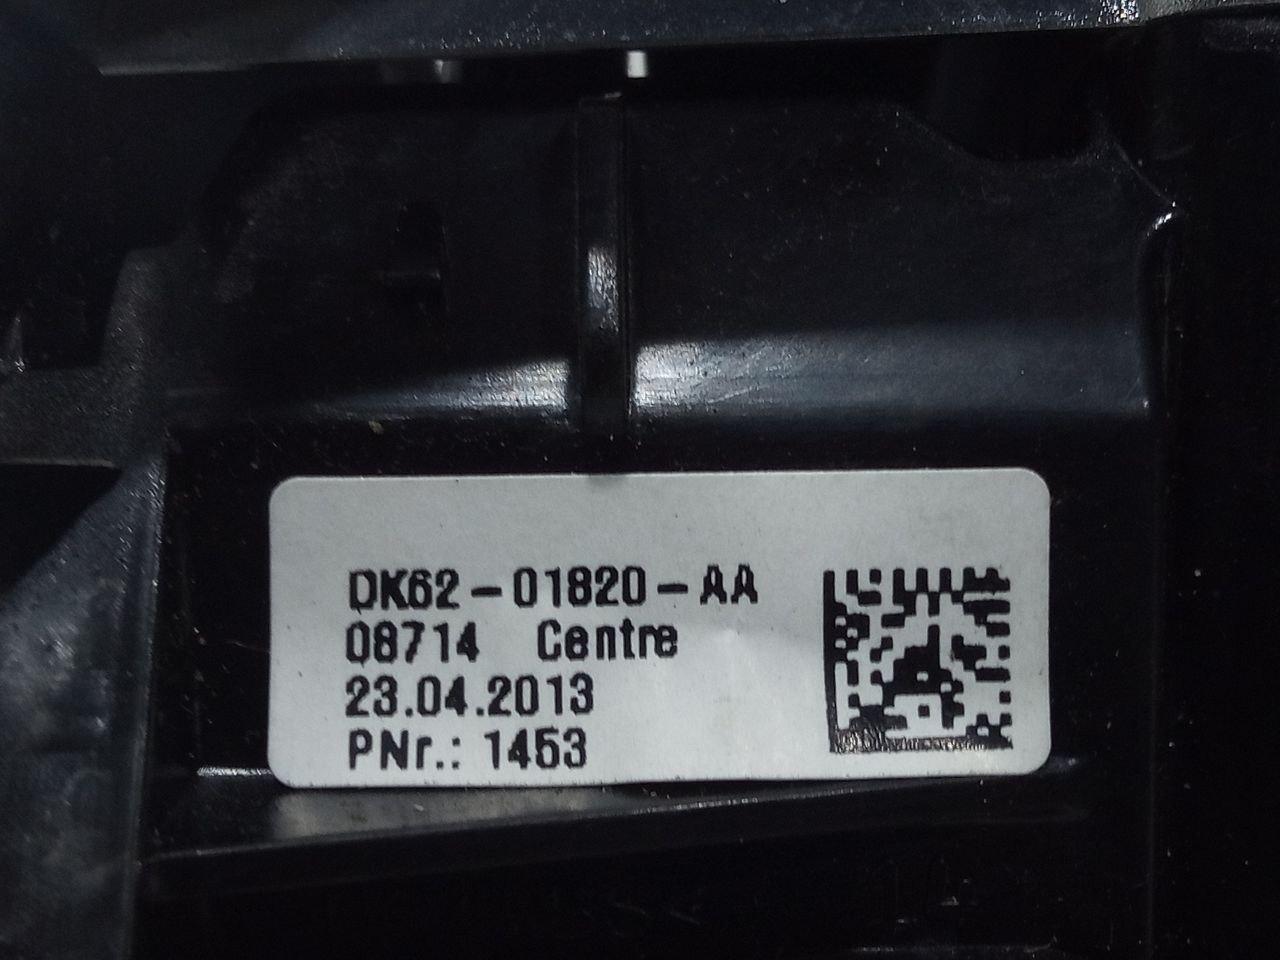 DK62-01820-AA
08714 Centre
23.04.2013
PNr.: 1453